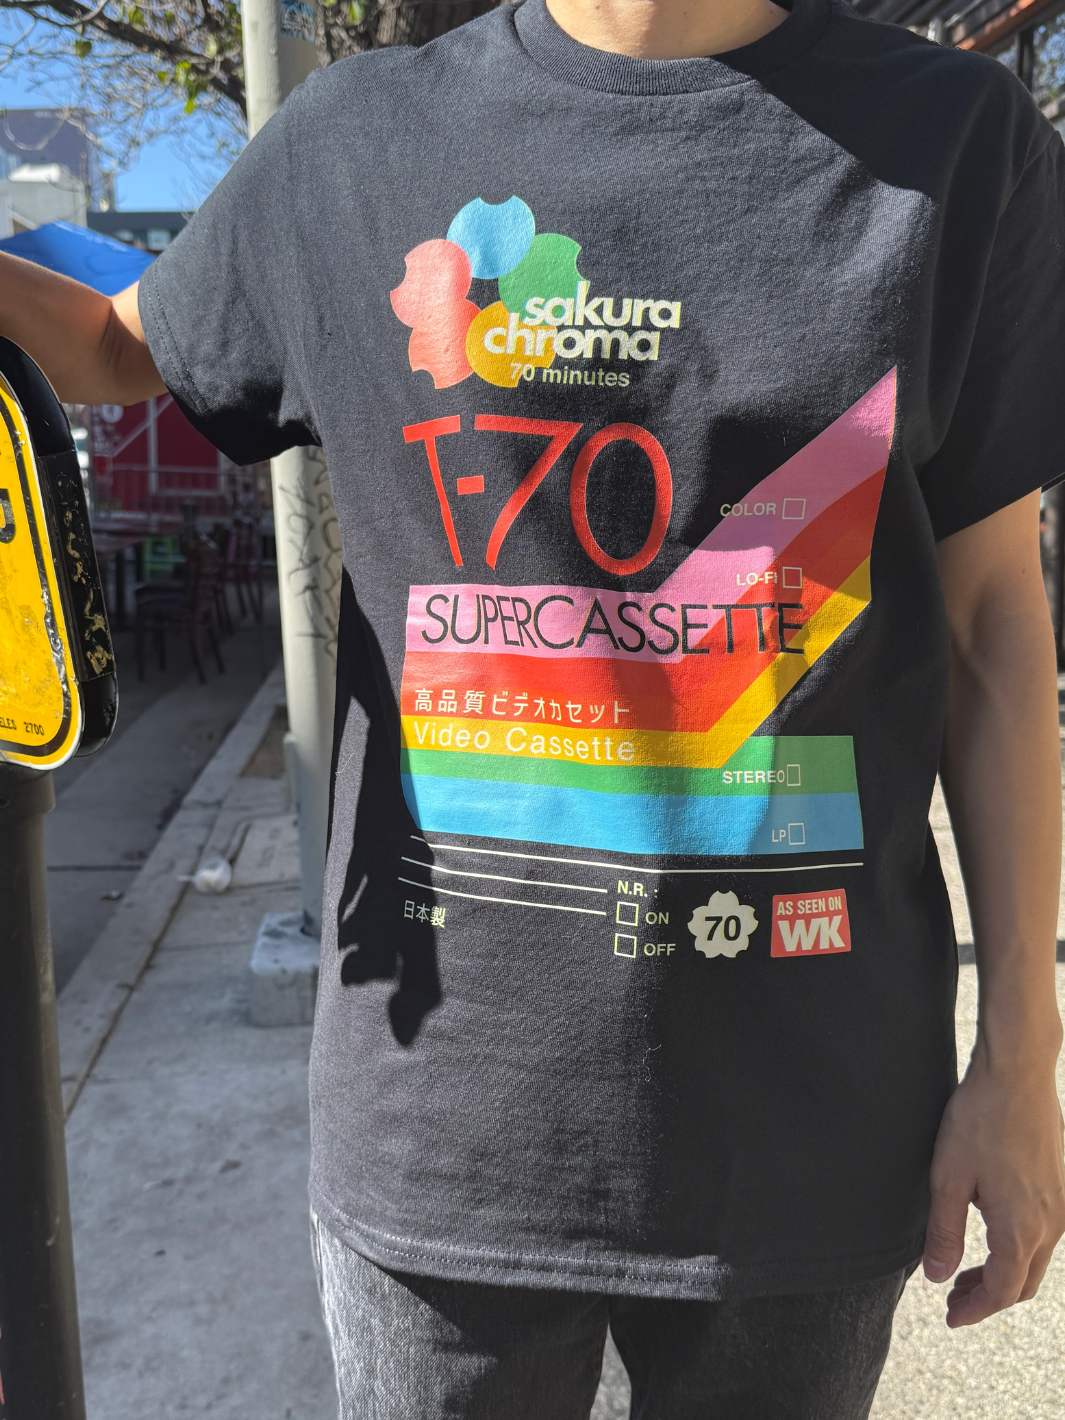 sakura
chroma
70 minutes
T-70
COLOR
LO-FI
SUPERCASSETTE
高品質ビデオカセット
Video Cassette
STEREO
LP
N.R. :
ON
OFF
日本製
70
AS SEEN ON
WK
2700